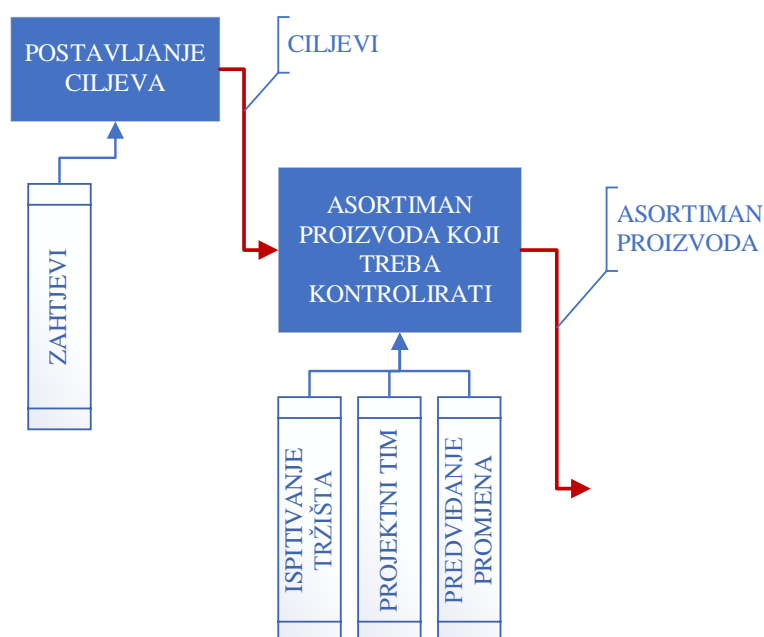 POSTAVLJANJE
CILJEVA
CILJEVI
ZAHTJEVI
ASORTIMAN
PROIZVODA KOJI
TREBA
KONTROLIRATI
ASORTIMAN
PROIZVODA
ISPITIVANJE
TRŽIŠTA
PROJEKTNI TIM
PREDVIĐANJE
PROMJENA